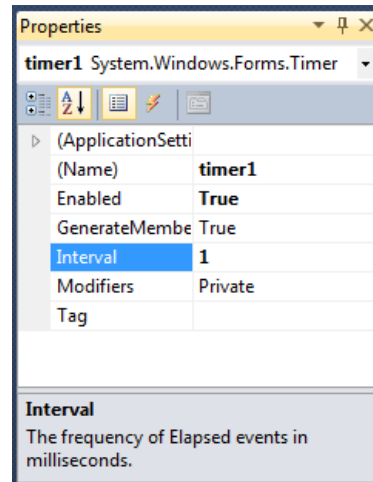 Properties
timer1 System.Windows.Forms.Timer
A Z
(ApplicationSetti
(Name) timer1
Enabled True
GenerateMembe True
Interval 1
Modifiers Private
Tag
Interval
The frequency of Elapsed events in
milliseconds.